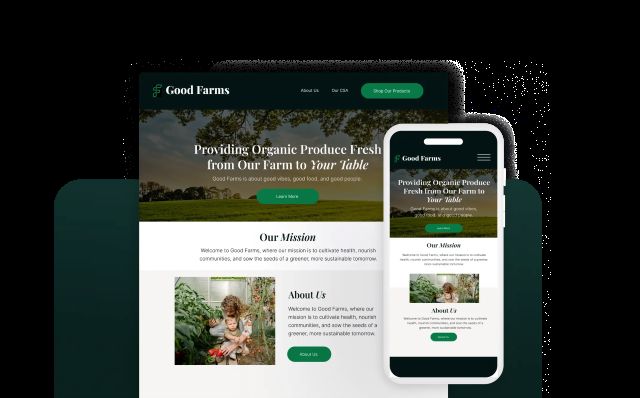 Good Farms
About Us
Our CSA
Shop Our Products
Providing Organic Produce Fresh
from Our Farm to Your Table
Good Farms is about good vibes, good food, and good people.
Learn More
Our Mission
Welcome to Good Farms, where our mission is to cultivate health, nourish
communities, and sow the seeds of a greener, more sustainable tomorrow.
About Us
Welcome to Good Farms, where our
mission is to cultivate health, nourish
communities, and sow the seeds of a
greener, more sustainable tomorrow.
About Us
Good Farms
Providing Organic Produce
Fresh from Our Farm to
Your Table
Good Farms is about good vibes,
good food, and good people.
Learn More
Our Mission
Welcome to Good Farms, where our mission is to cultivate
health, nourish communities, and sow the seeds of a greener,
more sustainable tomorrow.
About Us
Welcome to Good Farms, where our mission is to cultivate
health, nourish communities, and sow the seeds of a
greener, more sustainable tomorrow.
About Us